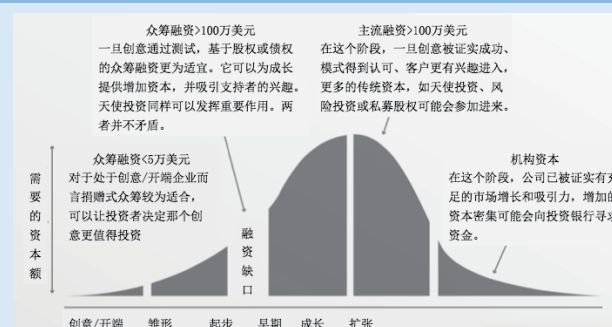 众筹融资>100万美元
一旦创意通过测试，基于股权或债权
的众筹融资更为适宜。它可以为成长
提供增加资本，并吸引支持者的兴趣。
天使投资同样可以发挥重要作用。两
者并不矛盾。
主流融资>100万美元
在这个阶段，一旦创意被证实成功、
模式得到认可、客户更有兴趣进入，
更多的传统资本，如天使投资、风
险投资或私募股权可能会参加进来。
众筹融资<5万美元
对于处于创意/开端企业而
言捐赠式众筹较为适合，
可以让投资者决定那个创
意更值得投资
机构资本
在这个阶段，公司已被证实有充
足的市场增长和吸引力，增加的
资本密集可能会向投资银行寻求
资金。
需要的资本额
融资缺口
创意/开端 雏形 起步 早期 成长 扩张